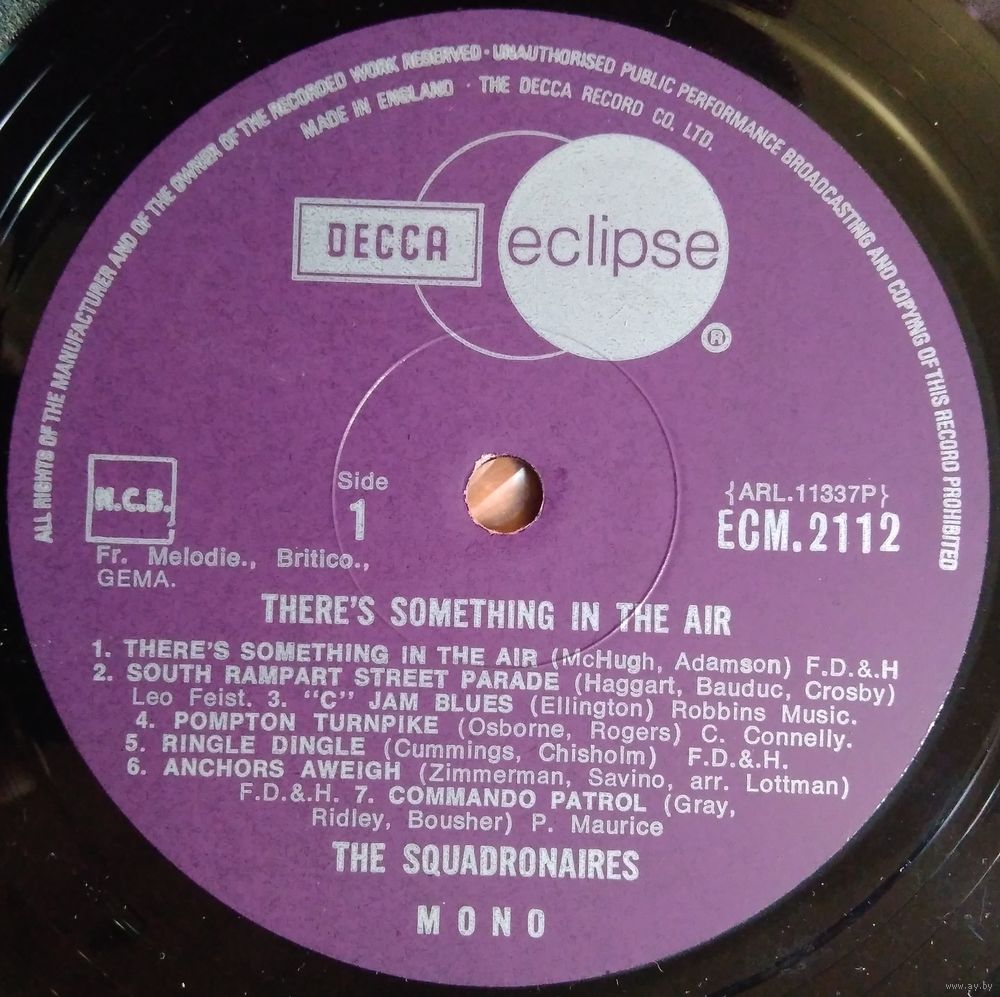 ALL RIGHTS OF THE MANUFACTURER AND OF THE OWNER OF THE RECORDED WORK RESERVED · UNAUTHORISED PUBLIC PERFORMANCE BROADCASTING AND COPYING OF THIS RECORD PROHIBITED
MADE IN ENGLAND · THE DECCA RECORD CO. LTD.
DECCA eclipse
®
N.C.B.
Side
1
{ARL.11337P}
ECM.2112
Fr. Melodie., Britico.,
GEMA.
THERE'S SOMETHING IN THE AIR
1. THERE'S SOMETHING IN THE AIR (McHugh, Adamson) F.D.&.H
2. SOUTH RAMPART STREET PARADE (Haggart, Bauduc, Crosby)
Leo Feist. 3. "C" JAM BLUES (Ellington) Robbins Music.
4. POMPTON TURNPIKE (Osborne, Rogers) C. Connelly.
5. RINGLE DINGLE (Cummings, Chisholm) F.D.&.H.
6. ANCHORS AWEIGH (Zimmerman, Savino, arr. Lottman)
F.D.&.H. 7. COMMANDO PATROL (Gray,
Ridley, Bousher) P. Maurice
THE SQUADRONAIRES
MONO
www.ay.by